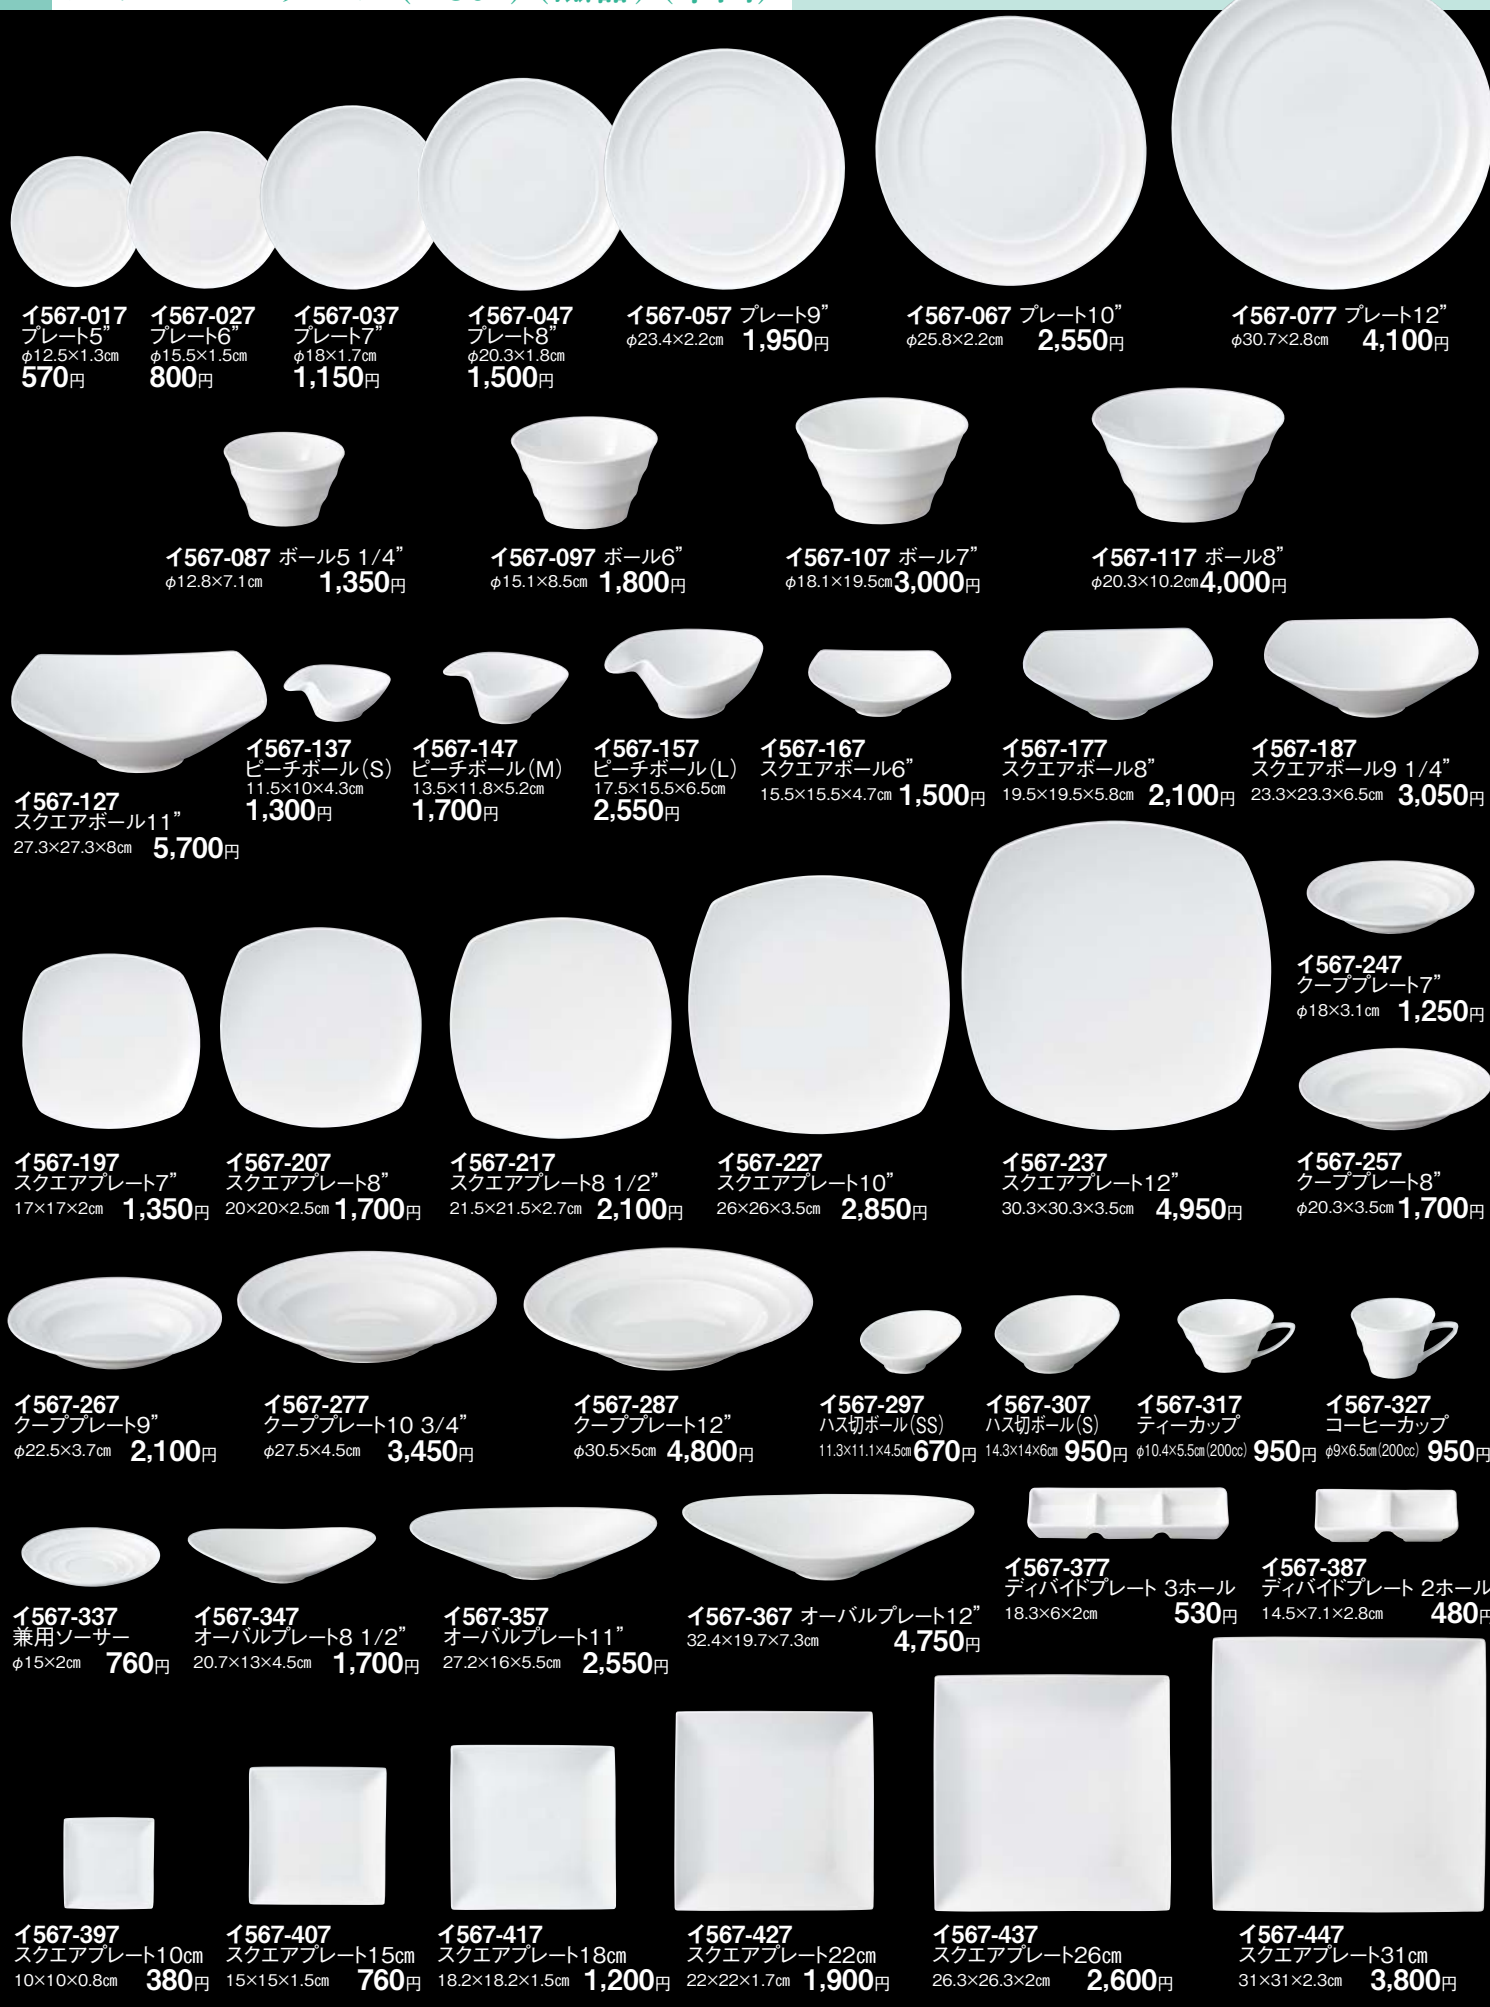 イ567-017
プレート5”
φ12.5×1.3㎝
570円
イ567-027
プレート6”
φ15.5×1.5㎝
800円
イ567-037
プレート7”
φ18×1.7㎝
1,150円
イ567-047
プレート8”
φ20.3×1.8㎝
1,500円
イ567-057 プレート9”
φ23.4×2.2㎝ 1,950円
イ567-067 プレート10”
φ25.8×2.2㎝ 2,550円
イ567-077 プレート12”
φ30.7×2.8㎝ 4,100円
イ567-087 ボール5 1/4”
φ12.8×7.1㎝ 1,350円
イ567-097 ボール6”
φ15.1×8.5㎝ 1,800円
イ567-107 ボール7”
φ18.1×19.5㎝ 3,000円
イ567-117 ボール8”
φ20.3×10.2㎝ 4,000円
イ567-127
スクエアボール11”
27.3×27.3×8㎝ 5,700円
イ567-137
ピーチボール(S)
11.5×10×4.3㎝
1,300円
イ567-147
ピーチボール(M)
13.5×11.8×5.2㎝
1,700円
イ567-157
ピーチボール(L)
17.5×15.5×6.5㎝
2,550円
イ567-167
スクエアボール6”
15.5×15.5×4.7㎝ 1,500円
イ567-177
スクエアボール8”
19.5×19.5×5.8㎝ 2,100円
イ567-187
スクエアボール9 1/4”
23.3×23.3×6.5㎝ 3,050円
イ567-197
スクエアプレート7”
17×17×2㎝ 1,350円
イ567-207
スクエアプレート8”
20×20×2.5㎝ 1,700円
イ567-217
スクエアプレート8 1/2”
21.5×21.5×2.7㎝ 2,100円
イ567-227
スクエアプレート10”
26×26×3.5㎝ 2,850円
イ567-237
スクエアプレート12”
30.3×30.3×3.5㎝ 4,950円
イ567-247
クーププレート7”
φ18×3.1㎝ 1,250円
イ567-257
クーププレート8”
φ20.3×3.5㎝ 1,700円
イ567-267
クーププレート9”
φ22.5×3.7㎝ 2,100円
イ567-277
クーププレート10 3/4”
φ27.5×4.5㎝ 3,450円
イ567-287
クーププレート12”
φ30.5×5㎝ 4,800円
イ567-297
ハス切ボール(SS)
11.3×11.1×4.5㎝ 670円
イ567-307
ハス切ボール(S)
14.3×14×6㎝ 950円
イ567-317
ティーカップ
φ10.4×5.5㎝(200cc) 950円
イ567-327
コーヒーカップ
φ9×6.5㎝(200cc) 950円
イ567-337
兼用ソーサー
φ15×2㎝ 760円
イ567-347
オーバルプレート8 1/2”
20.7×13×4.5㎝ 1,700円
イ567-357
オーバルプレート11”
27.2×16×5.5㎝ 2,550円
イ567-367 オーバルプレート12”
32.4×19.7×7.3㎝ 4,750円
イ567-377
ディバイドプレート 3ホール
18.3×6×2㎝ 530円
イ567-387
ディバイドプレート 2ホール
14.5×7.1×2.8㎝ 480円
イ567-397
スクエアプレート10㎝
10×10×0.8㎝ 380円
イ567-407
スクエアプレート15㎝
15×15×1.5㎝ 760円
イ567-417
スクエアプレート18㎝
18.2×18.2×1.5㎝ 1,200円
イ567-427
スクエアプレート22㎝
22×22×1.7㎝ 1,900円
イ567-437
スクエアプレート26㎝
26.3×26.3×2㎝ 2,600円
イ567-447
スクエアプレート31㎝
31×31×2.3㎝ 3,800円